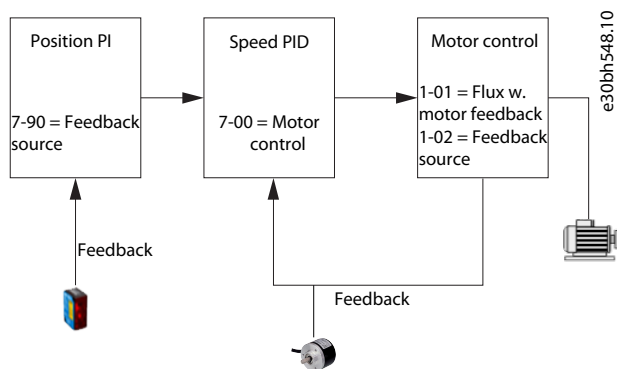 Position PI
7-90 = Feedback
source
Speed PID
7-00 = Motor
control
Motor control
1-01 = Flux w.
motor feedback
1-02 = Feedback
source
e30bh548.10
Feedback
Feedback